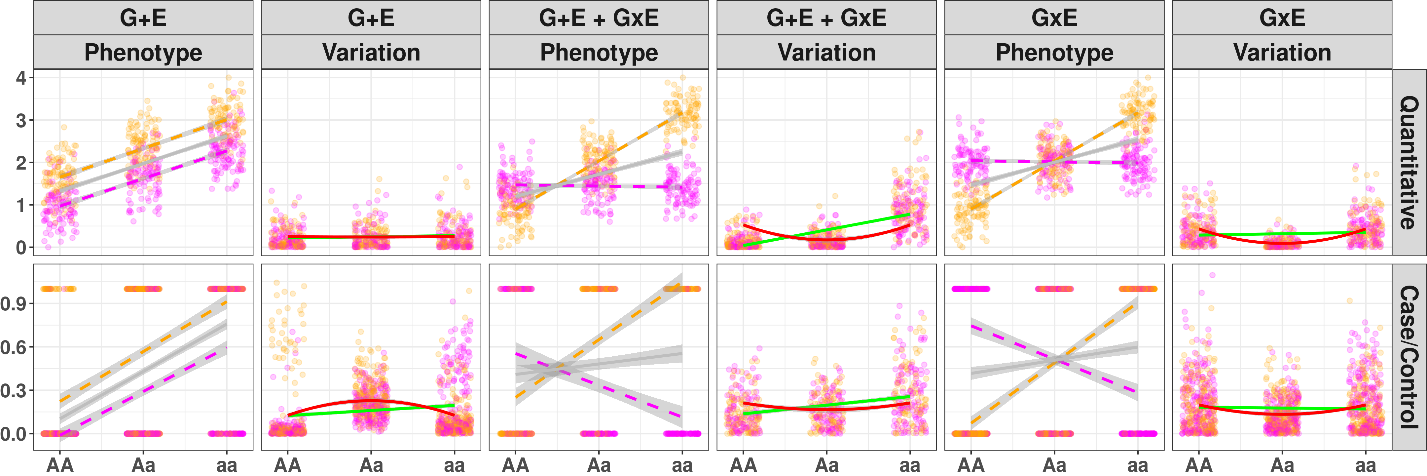 G+E G+E G+E + GxE G+E + GxE GxE GxE
Phenotype Variation Phenotype Variation Phenotype Variation
4
3
2
1
0
Quantitative
0.9
0.6
0.3
0.0
Case/Control
AA Aa aa AA Aa aa AA Aa aa AA Aa aa AA Aa aa AA Aa aa